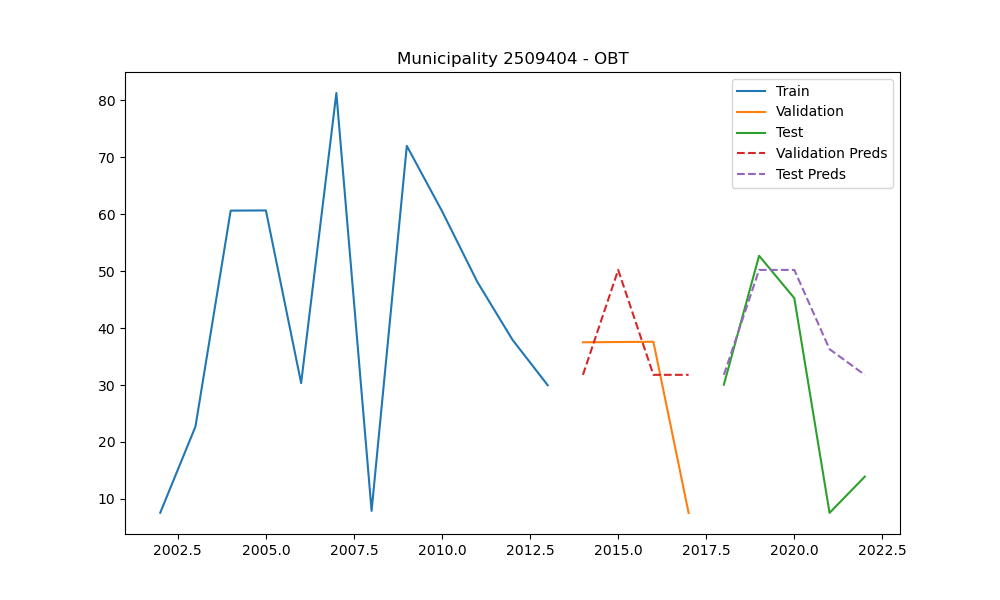 Municipality 2509404 - OBT
Train
Validation
Test
Validation Preds
Test Preds
80
70
60
50
40
30
20
10
2002.5 2005.0 2007.5 2010.0 2012.5 2015.0 2017.5 2020.0 2022.5